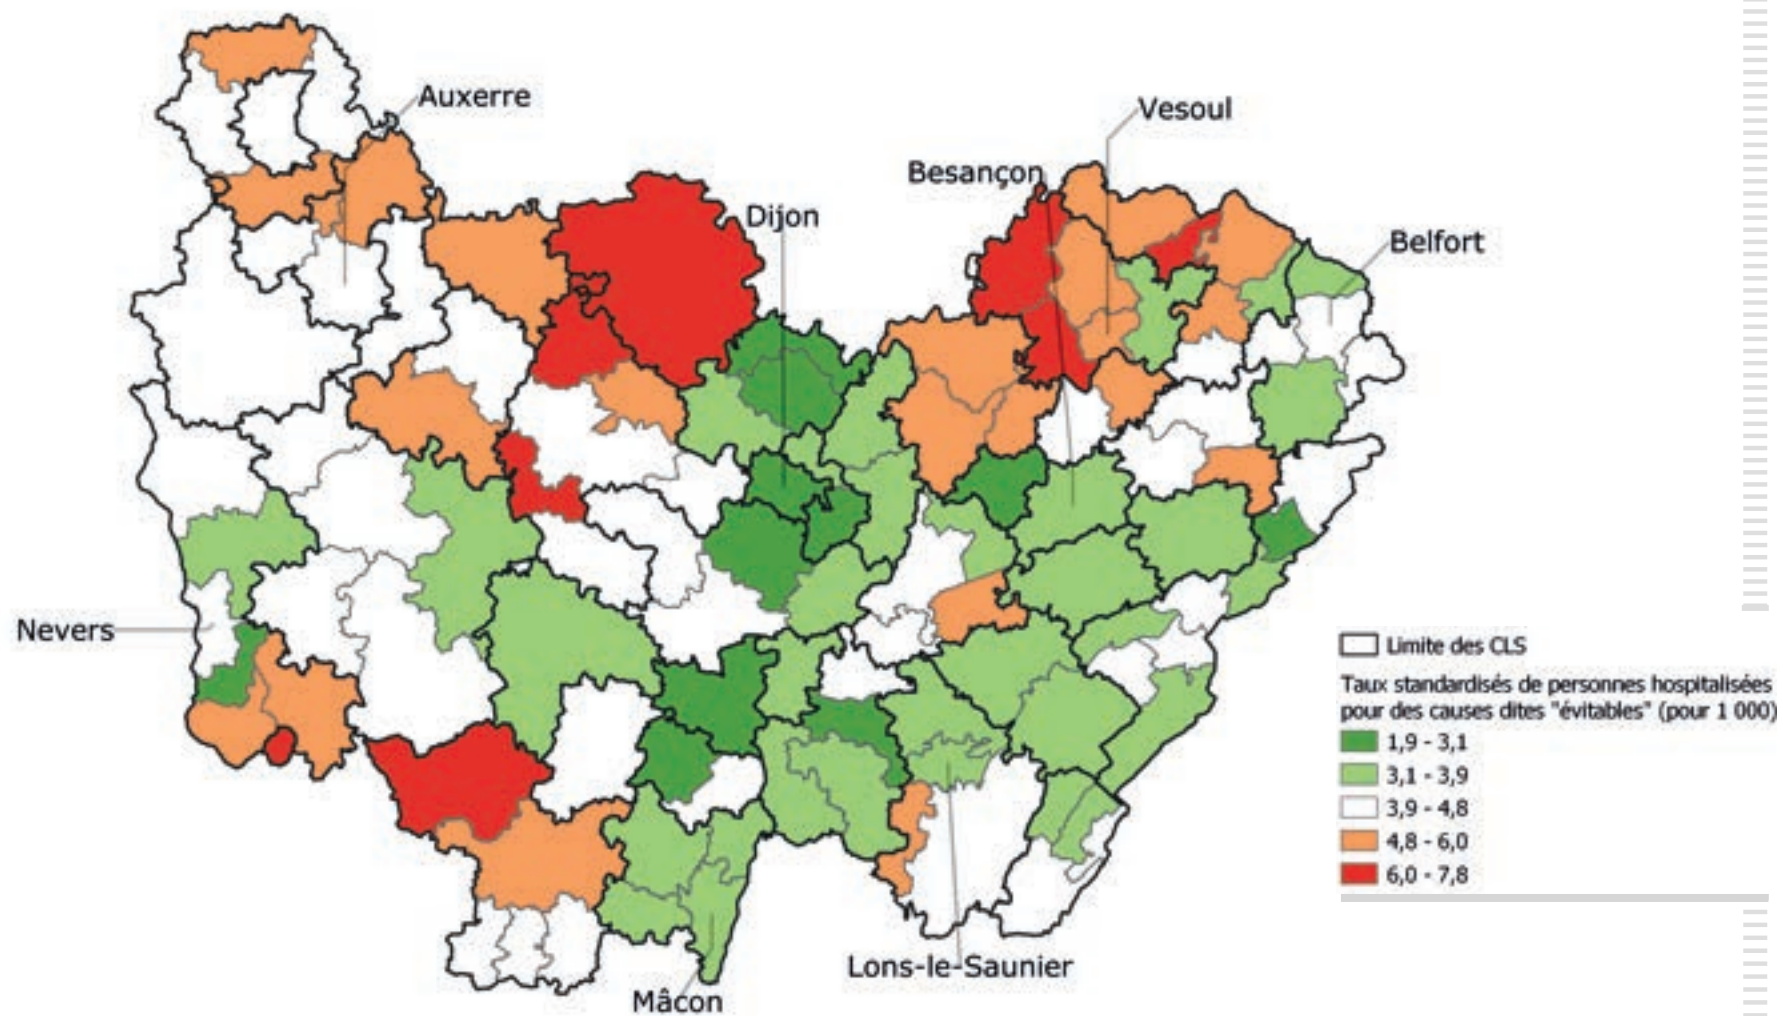 Auxerre
Vesoul
Besançon
Dijon
Belfort
Nevers
Limite des CLS
Taux standardisés de personnes hospitalisées
pour des causes dites "évitables" (pour 1 000)
1,9 - 3,1
3,1 - 3,9
3,9 - 4,8
4,8 - 6,0
6,0 - 7,8
Lons-le-Saunier
Mâcon